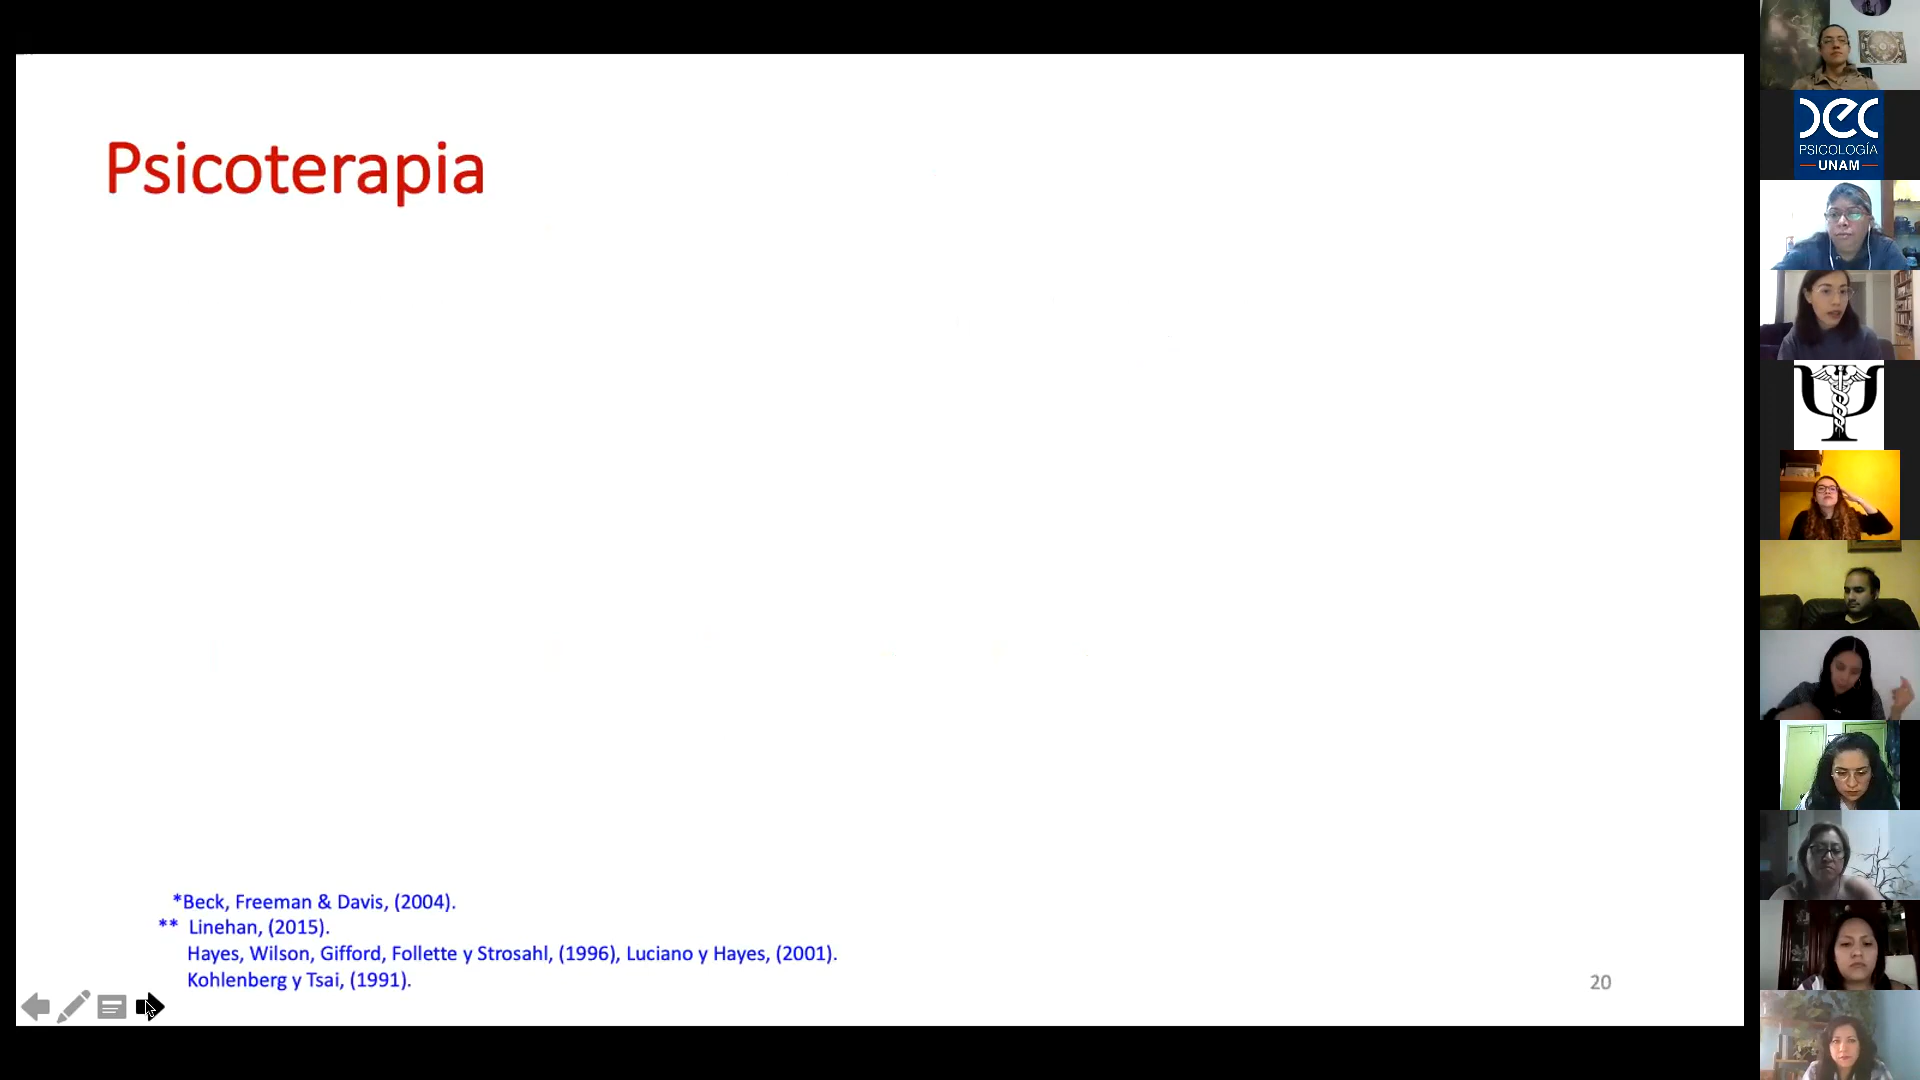 Psicoterapia
*Beck, Freeman & Davis, (2004).
** Linehan, (2015).
Hayes, Wilson, Gifford, Follette y Strosahl, (1996), Luciano y Hayes, (2001).
Kohlenberg y Tsai, (1991).
20
DEC
PSICOLOGÍA
UNAM